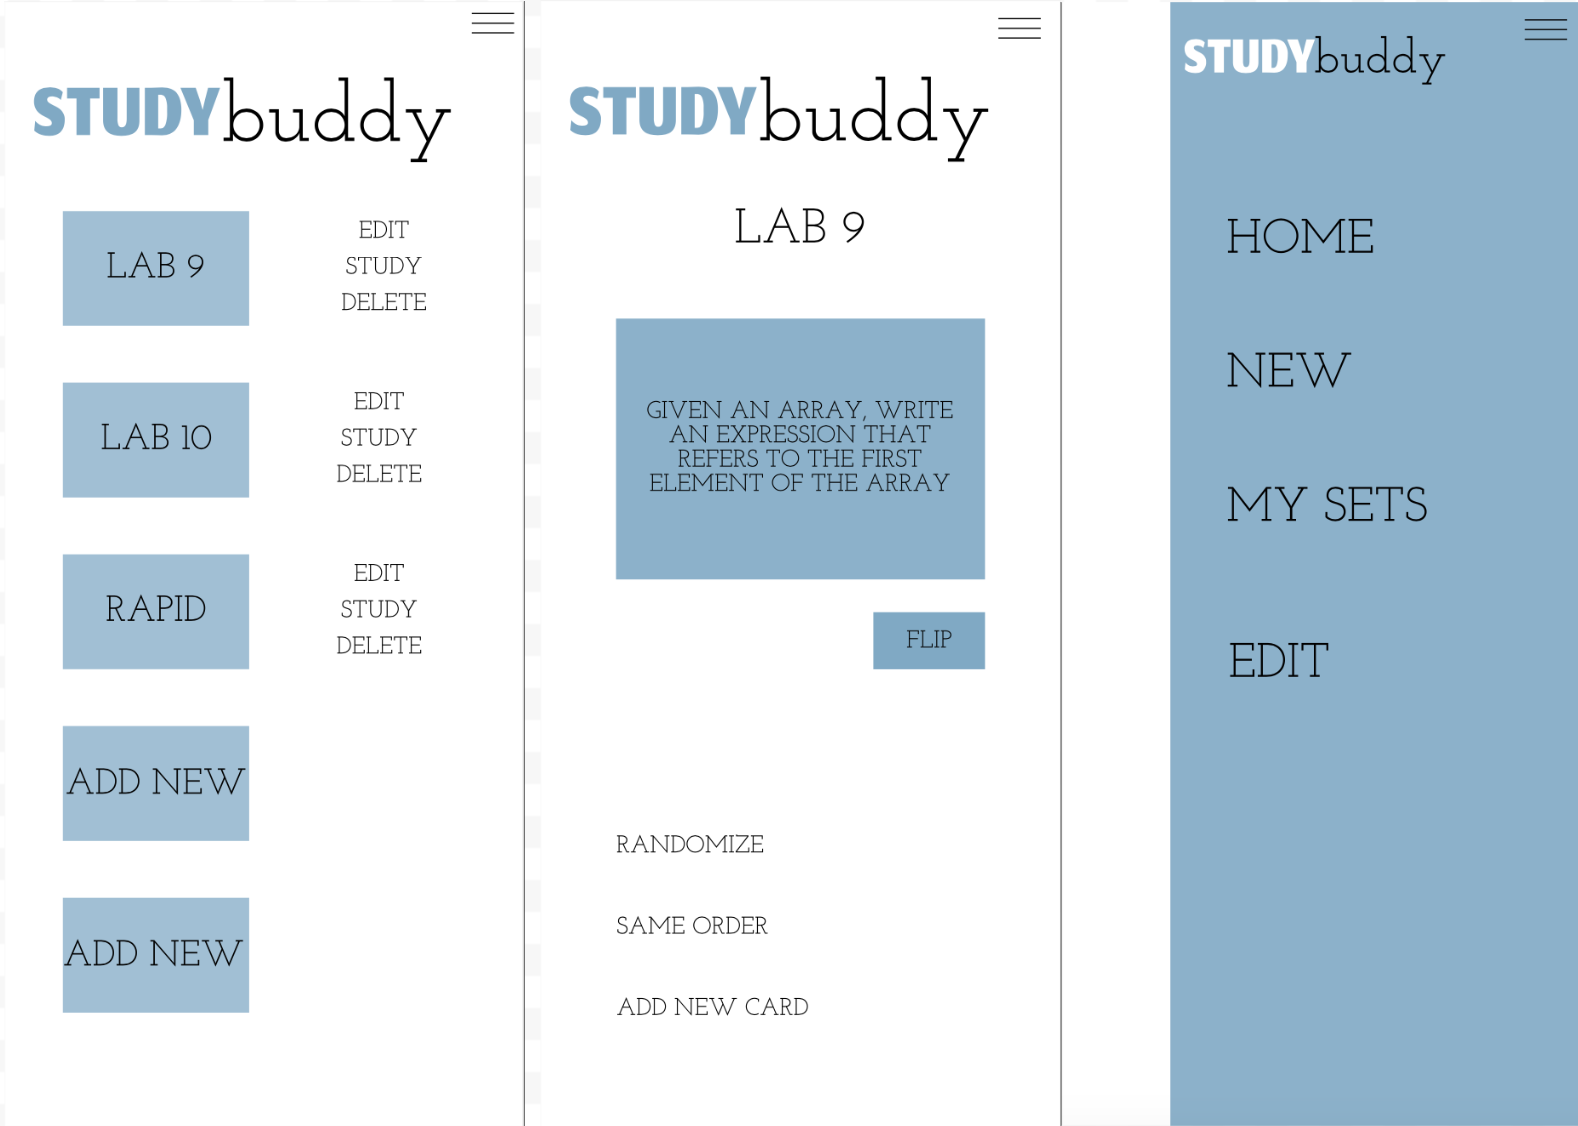 STUDYbuddy
LAB 9
EDIT
STUDY
DELETE
LAB 10
EDIT
STUDY
DELETE
RAPID
EDIT
STUDY
DELETE
ADD NEW
ADD NEW
STUDYbuddy
LAB 9
GIVEN AN ARRAY, WRITE
AN EXPRESSION THAT
REFERS TO THE FIRST
ELEMENT OF THE ARRAY
FLIP
RANDOMIZE
SAME ORDER
ADD NEW CARD
STUDYbuddy
HOME
NEW
MY SETS
EDIT